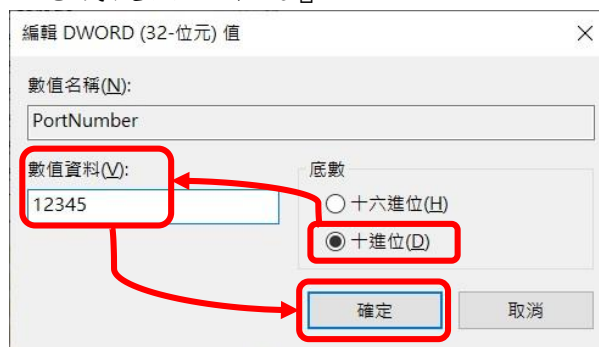 編輯 DWORD (32-位元) 值
數值名稱(N):
PortNumber
數值資料(V):
12345
底數
十六進位(H)
十進位(D)
確定
取消